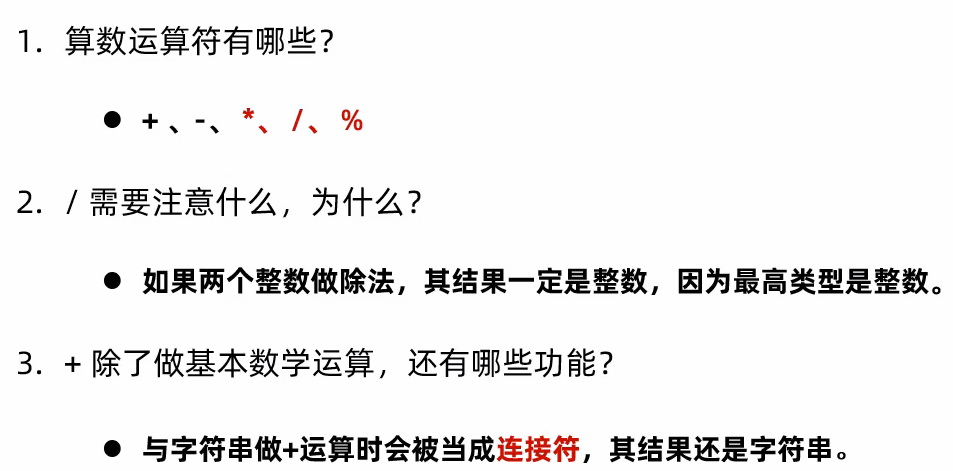 1. 算数运算符有哪些?
● + 、-、*、/、%
2. / 需要注意什么，为什么?
● 如果两个整数做除法，其结果一定是整数，因为最高类型是整数。
3. + 除了做基本数学运算，还有哪些功能?
● 与字符串做+运算时会被当成连接符，其结果还是字符串。